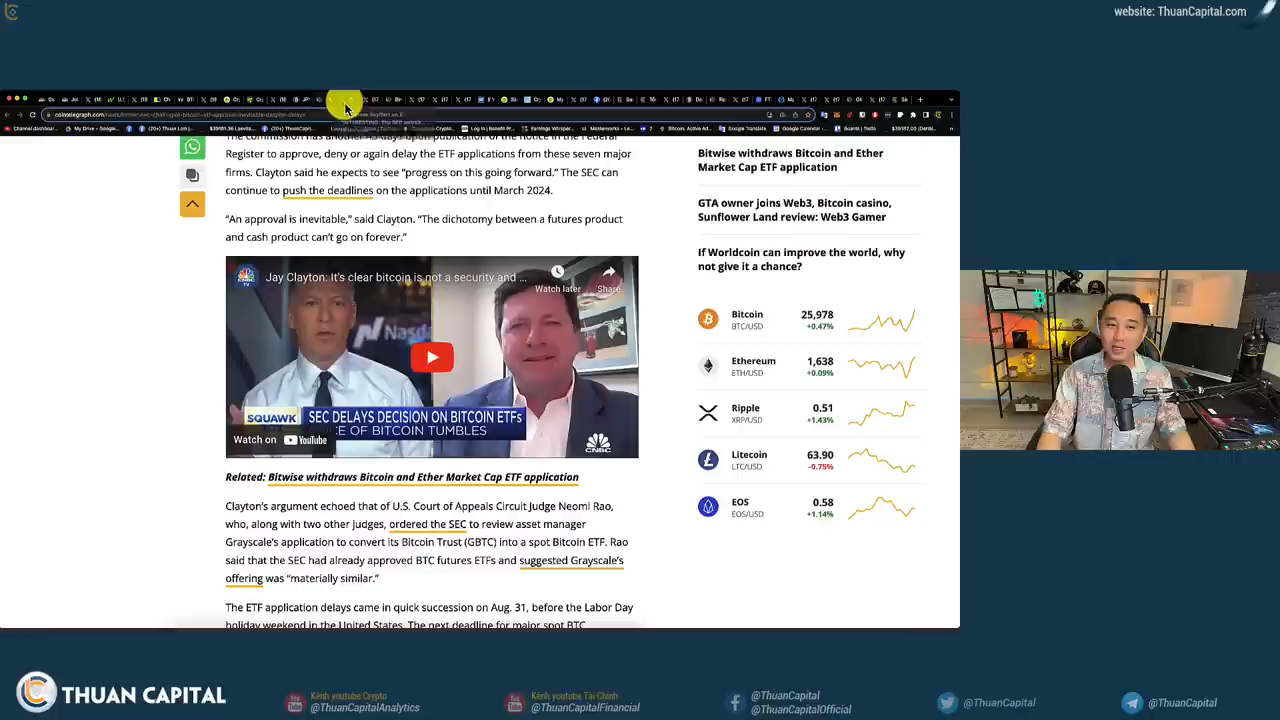 website: ThuanCapital.com
Register to approve, deny or again delay the ETF applications from these seven major
firms. Clayton said he expects to see “progress on this going forward.” The SEC can
continue to push the deadlines on the applications until March 2024.
“An approval is inevitable,” said Clayton. “The dichotomy between a futures product
and cash product can’t go on forever.”
Jay Clayton: It's clear bitcoin is not a security and ...
Watch later
Share
Nasda
SQUAWK
SEC DELAYS DECISION ON BITCOIN ETFs
CE OF BITCOIN TUMBLES
Watch on YouTube
CNBC
Related: Bitwise withdraws Bitcoin and Ether Market Cap ETF application
Clayton’s argument echoed that of U.S. Court of Appeals Circuit Judge Neomi Rao,
who, along with two other judges, ordered the SEC to review asset manager
Grayscale’s application to convert its Bitcoin Trust (GBTC) into a spot Bitcoin ETF. Rao
said that the SEC had already approved BTC futures ETFs and suggested Grayscale’s
offering was “materially similar.”
The ETF application delays came in quick succession on Aug. 31, before the Labor Day
holiday weekend in the United States. The next deadline for major spot BTC
Bitwise withdraws Bitcoin and Ether
Market Cap ETF application
GTA owner joins Web3, Bitcoin casino,
Sunflower Land review: Web3 Gamer
If Worldcoin can improve the world, why
not give it a chance?
Bitcoin 25,978
BTC/USD +0.47%
Ethereum 1,638
ETH/USD +0.09%
Ripple 0.51
XRP/USD +1.43%
Litecoin 63.90
LTC/USD -0.75%
EOS 0.58
EOS/USD +1.14%
THUAN CAPITAL
Kênh youtube Crypto
@ThuanCapitalAnalytics
Kênh youtube Tài Chính
@ThuanCapitalFinancial
@ThuanCapital
@ThuanCapitalOfficial
@ThuanCapital
@ThuanCapital